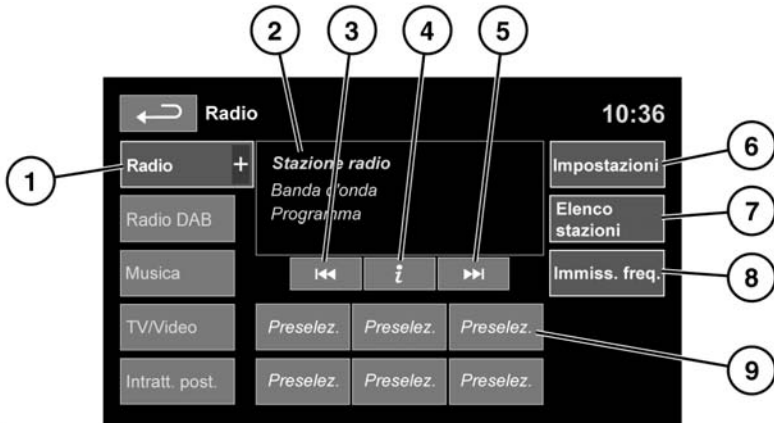 2 3 4 5
Radio 10:36
1
Radio +
Stazione radio
Banda d'onda
Programma
Impostazioni
6
Radio DAB
Elenco
stazioni
7
Musica
i
Immiss. freq.
8
TV/Video
Preselez. Preselez. Preselez.
9
Intratt. post.
Preselez. Preselez. Preselez.